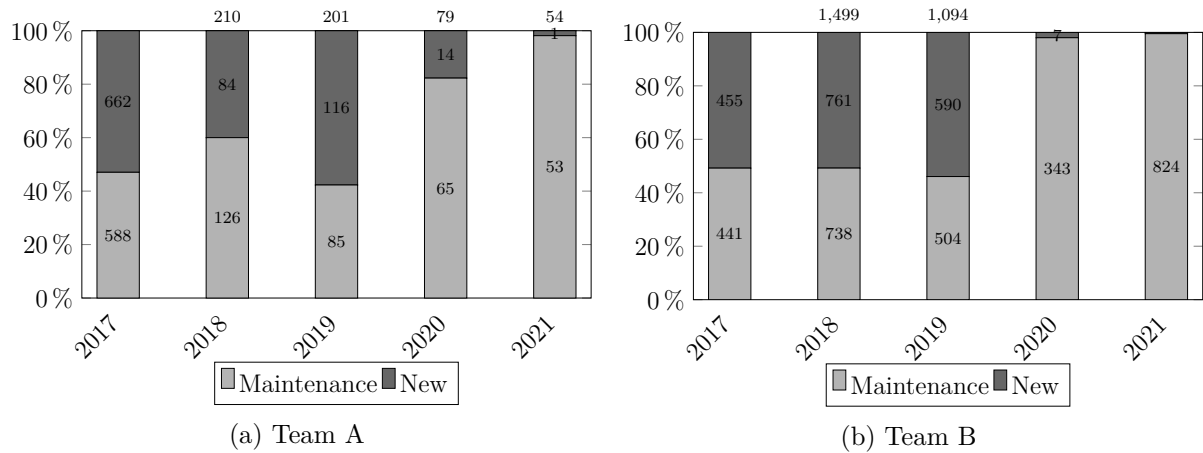 210 201 79 54
100 %
80 %
60 %
40 %
20 %
0 %
662 84 116 14 1
588 126 85 65 53
2017 2018 2019 2020 2021
Maintenance New
(a) Team A
1,499 1,094
100 %
80 %
60 %
40 %
20 %
0 %
455 761 590 7
441 738 504 343 824
2017 2018 2019 2020 2021
Maintenance New
(b) Team B